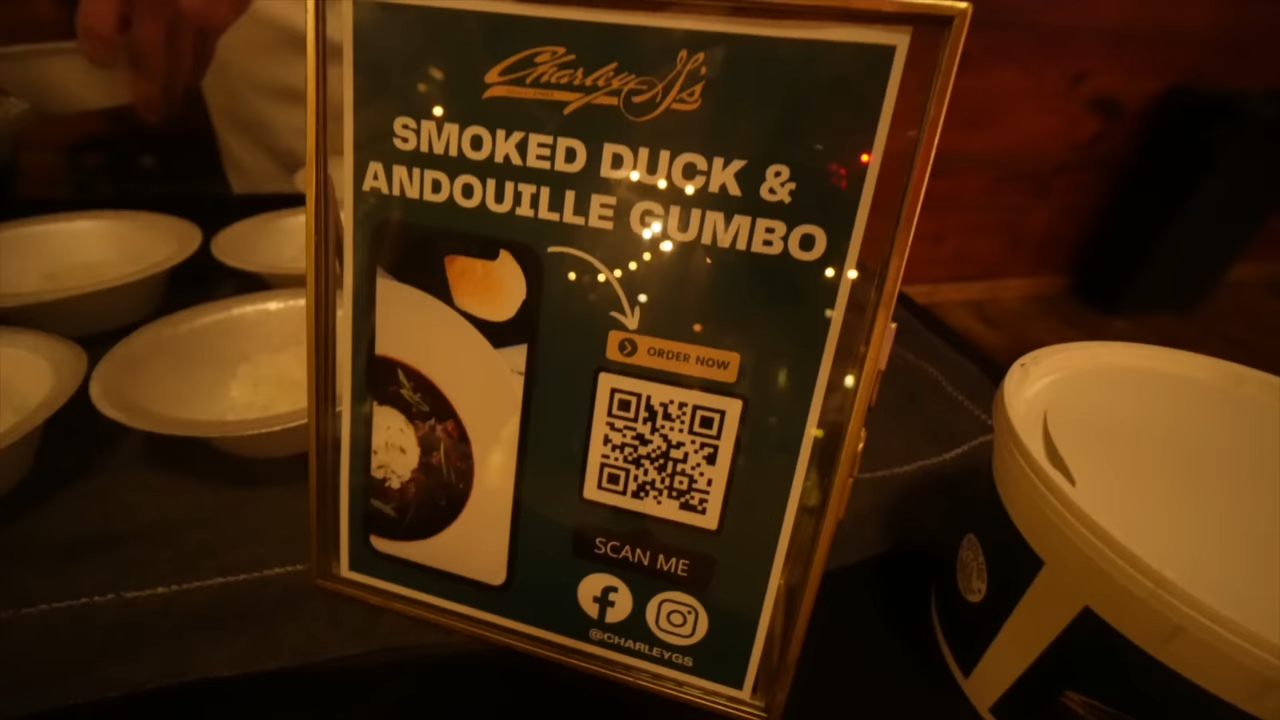 Charley G's
SMOKED DUCK &
ANDOUILLE GUMBO
ORDER NOW
SCAN ME
@CHARLEYGS